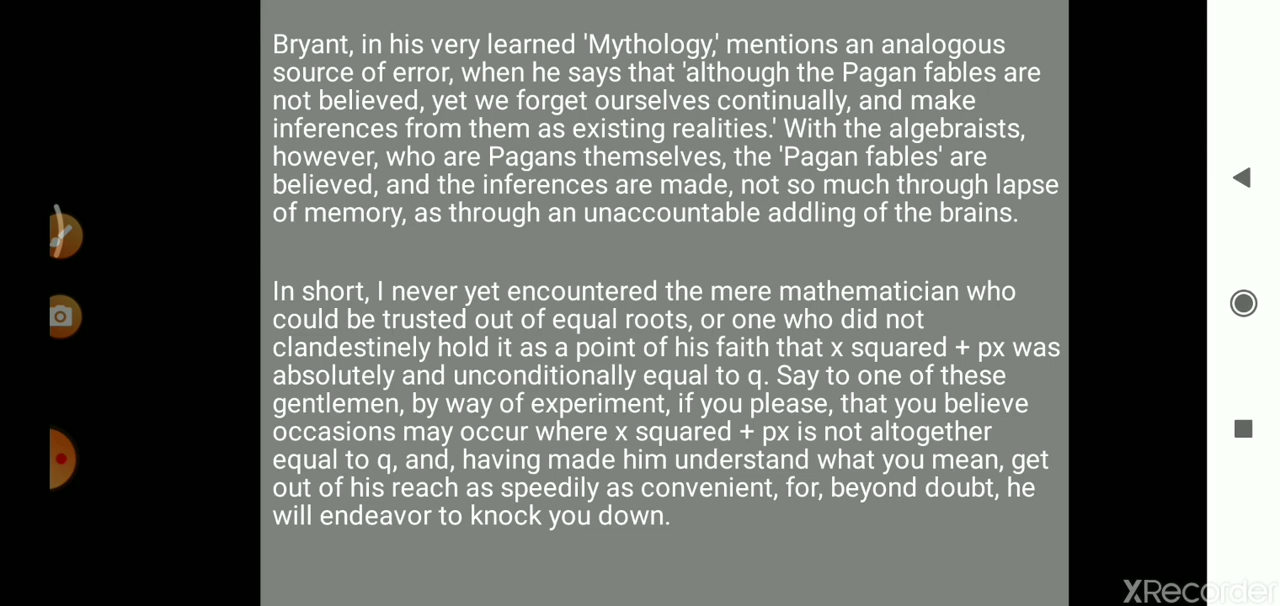 Bryant, in his very learned 'Mythology,' mentions an analogous
source of error, when he says that 'although the Pagan fables are
not believed, yet we forget ourselves continually, and make
inferences from them as existing realities.' With the algebraists,
however, who are Pagans themselves, the 'Pagan fables' are
believed, and the inferences are made, not so much through lapse
of memory, as through an unaccountable addling of the brains.
In short, I never yet encountered the mere mathematician who
could be trusted out of equal roots, or one who did not
clandestinely hold it as a point of his faith that x squared + px was
absolutely and unconditionally equal to q. Say to one of these
gentlemen, by way of experiment, if you please, that you believe
occasions may occur where x squared + px is not altogether
equal to q, and, having made him understand what you mean, get
out of his reach as speedily as convenient, for, beyond doubt, he
will endeavor to knock you down.
XRecorder